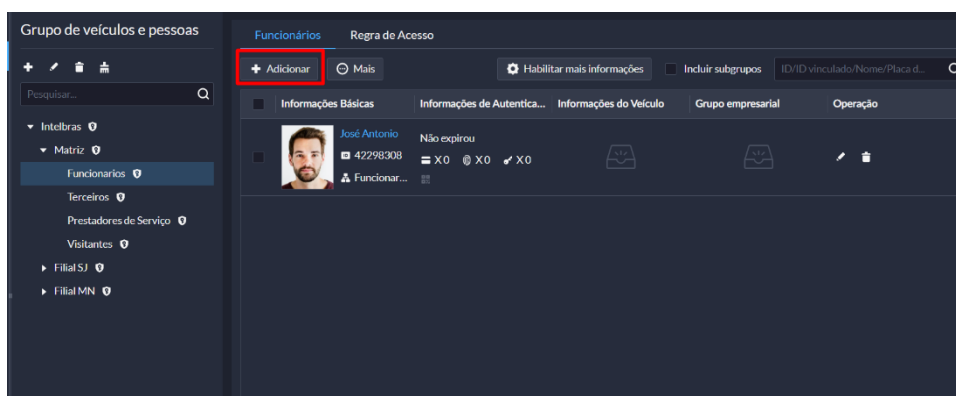 Grupo de veículos e pessoas
Funcionários Regra de Acesso
Adicionar Mais Habilitar mais informações Incluir subgrupos ID/ID vinculado/Nome/Placa d...
Pesquisar...
Informações Básicas Informações de Autentica... Informações do Veículo Grupo empresarial Operação
Intelbras
Matriz
Funcionarios
Terceiros
Prestadores de Serviço
Visitantes
Filial SJ
Filial MN
José Antonio Não expirou
42298308 X0 X0 X0
Funcionar...